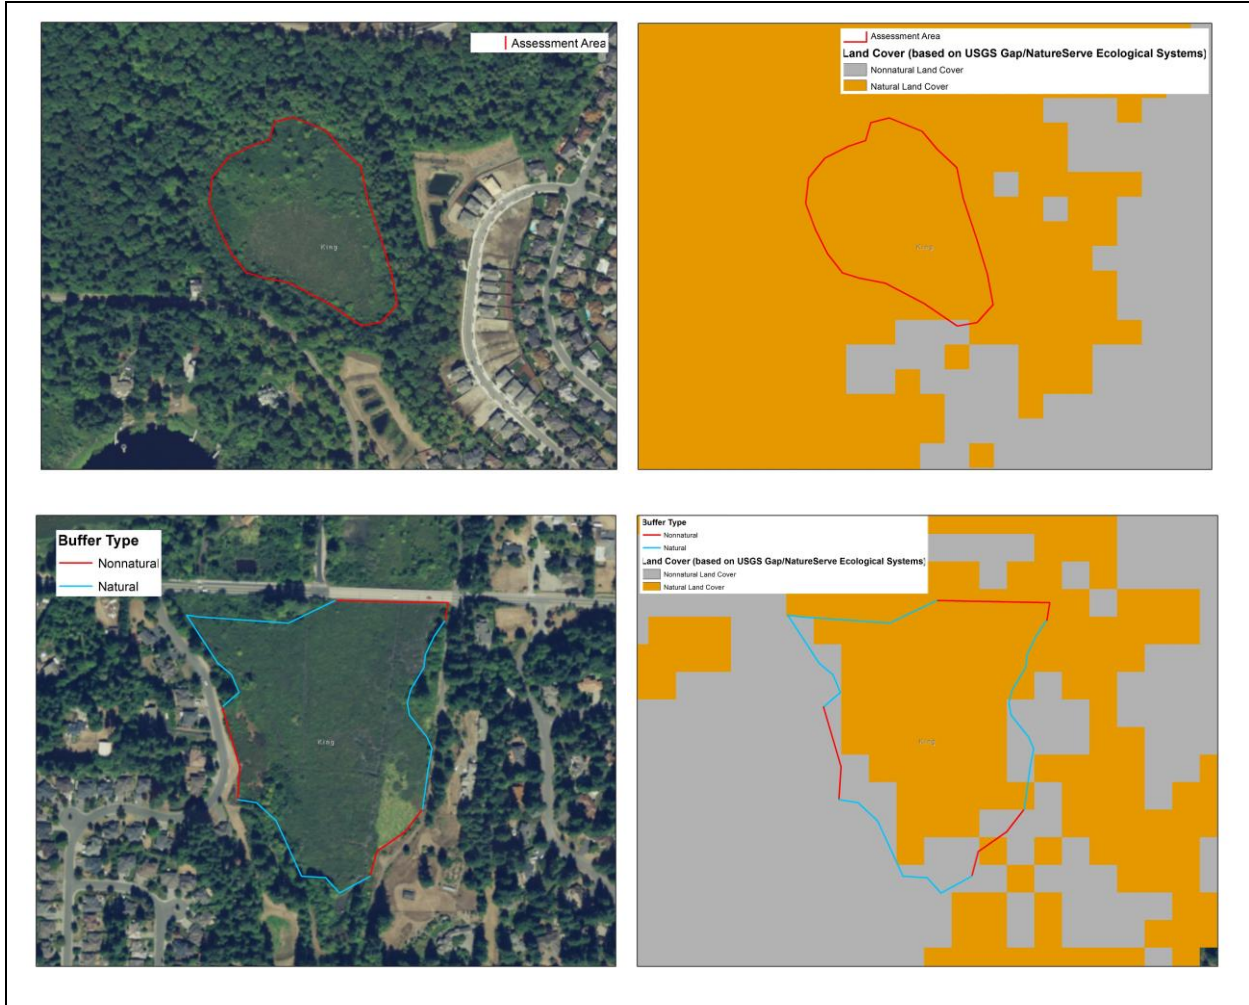 Assessment Area
King
Assessment Area
Land Cover (based on USGS Gap/NatureServe Ecological Systems)
Nonnatural Land Cover
Natural Land Cover
King
Buffer Type
Nonnatural
Natural
King
Buffer Type
Nonnatural
Natural
Land Cover (based on USGS Gap/NatureServe Ecological Systems)
Nonnatural Land Cover
Natural Land Cover
King